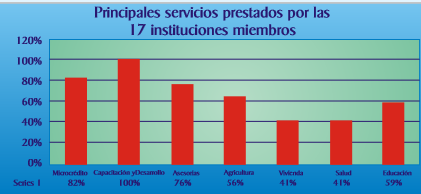 Principales servicios prestados por las
17 instituciones miembros
120%
100%
80%
60%
40%
20%
0%
Microcrédito Capacitación yDesarrollo Asesorías Agricultura Vivienda Salud Educación
Series 1 82% 100% 76% 56% 41% 41% 59%